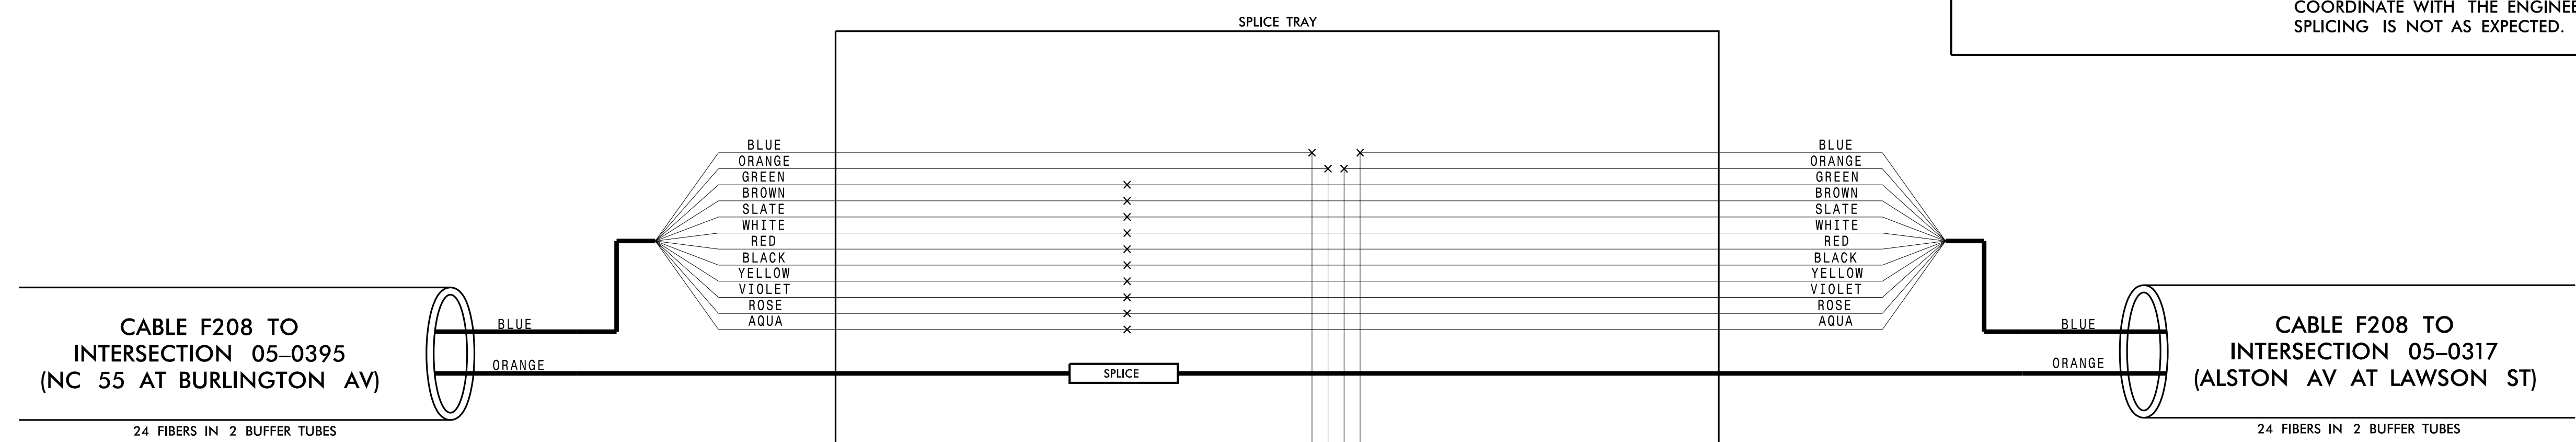 COORDINATE WITH THE ENGINEE
SPLICING IS NOT AS EXPECTED.
SPLICE TRAY
BLUE
ORANGE
GREEN
BROWN
SLATE
WHITE
RED
BLACK
YELLOW
VIOLET
ROSE
AQUA
BLUE
ORANGE
GREEN
BROWN
SLATE
WHITE
RED
BLACK
YELLOW
VIOLET
ROSE
AQUA
CABLE F208 TO
INTERSECTION 05–0395
(NC 55 AT BURLINGTON AV)
24 FIBERS IN 2 BUFFER TUBES
BLUE
ORANGE
SPLICE
BLUE
ORANGE
CABLE F208 TO
INTERSECTION 05–0317
(ALSTON AV AT LAWSON ST)
24 FIBERS IN 2 BUFFER TUBES